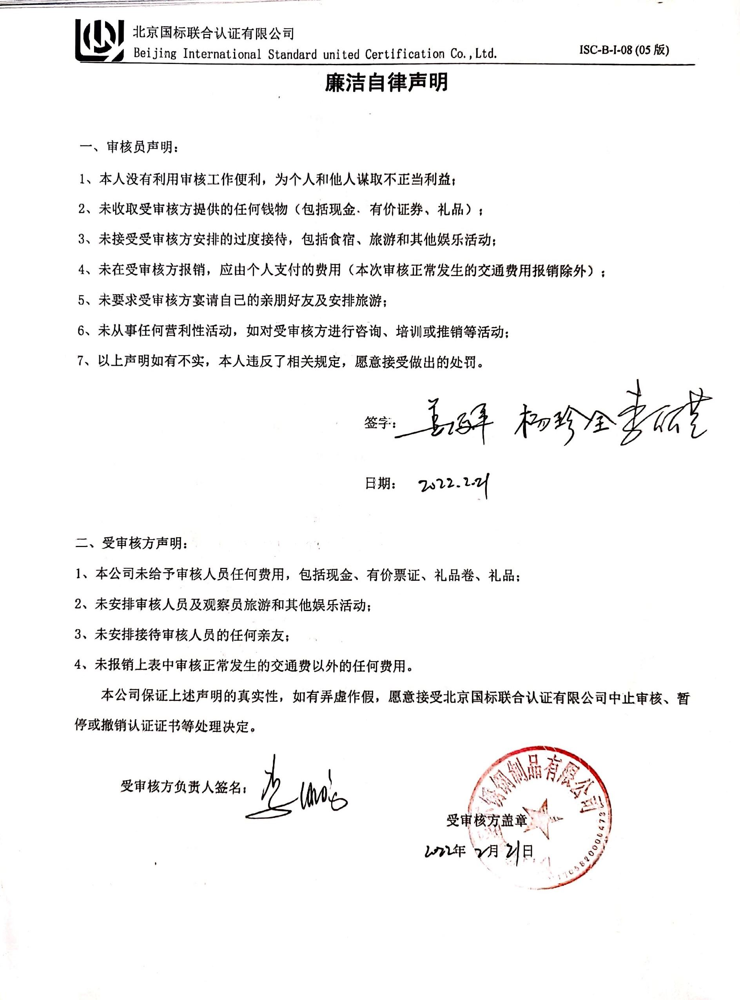 北京国标联合认证有限公司
Beijing International Standard united Certification Co.,Ltd.
ISC-B-I-08 (05 版)
廉洁自律声明
一、审核员声明：
1、本人没有利用审核工作便利，为个人和他人谋取不正当利益；
2、未收取受审核方提供的任何钱物（包括现金. 有价证券、礼品）；
3、未接受受审核方安排的过度接待，包括食宿、旅游和其他娱乐活动；
4、未在受审核方报销，应由个人支付的费用（本次审核正常发生的交通费用报销除外）；
5、未要求受审核方宴请自己的亲朋好友及安排旅游；
6、未从事任何营利性活动，如对受审核方进行咨询、培训或推销等活动；
7、以上声明如有不实，本人违反了相关规定，愿意接受做出的处罚。
签字： 杨珍全
日期： 2022.2.21
二、受审核方声明：
1、本公司未给予审核人员任何费用，包括现金、有价票证、礼品卷、礼品；
2、未安排审核人员及观察员旅游和其他娱乐活动；
3、未安排接待审核人员的任何亲友；
4、未报销上表中审核正常发生的交通费以外的任何费用。
本公司保证上述声明的真实性，如有弄虚作假，愿意接受北京国标联合认证有限公司中止审核、暂
停或撤销认证证书等处理决定。
受审核方负责人签名：
锈钢制品有限公司
受审核方盖章
2022年 2月 21日